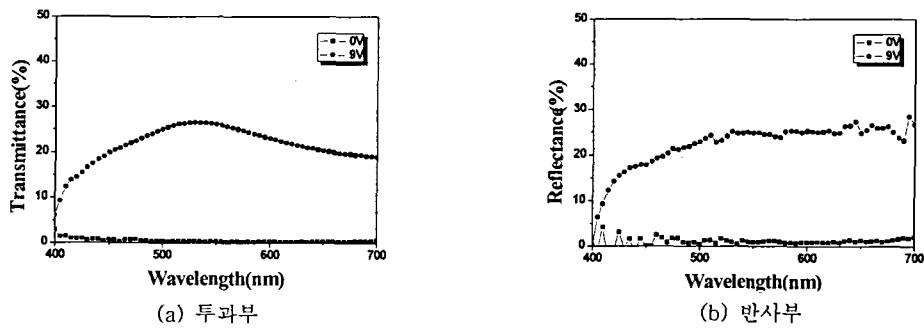 50
40
30
20
10
0
Transmittance(%)
0V
9V
400 500 600 700
Wavelength(nm)
(a) 투과부
50
40
30
20
10
0
Reflectance(%)
0V
9V
400 500 600 700
Wavelength(nm)
(b) 반사부